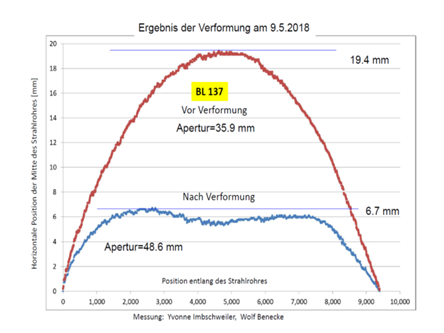 Ergebnis der Verformung am 9.5.2018
20
18
16
14
12
10
8
6
4
2
0
Horizontale Position der Mitte des Strahlrohres [mm]
19.4 mm
BL 137
Vor Verformung
Apertur=35.9 mm
Nach Verformung
6.7 mm
Apertur=48.6 mm
Position entlang des Strahlrohres
0 1,000 2,000 3,000 4,000 5,000 6,000 7,000 8,000 9,000 10,000
Messung: Yvonne Imbschweiler, Wolf Benecke